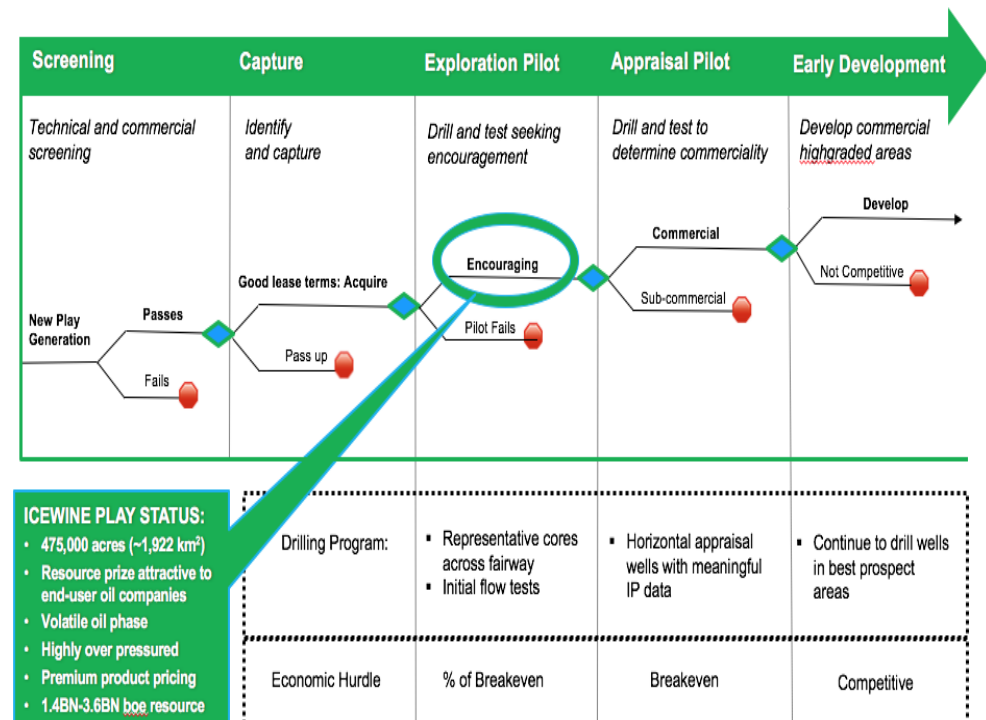 Screening
Capture
Exploration Pilot
Appraisal Pilot
Early Development
Technical and commercial
screening
Identify
and capture
Drill and test seeking
encouragement
Drill and test to
determine commerciality
Develop commercial
highgraded areas
New Play
Generation
Passes
Fails
Good lease terms: Acquire
Pass up
Encouraging
Pilot Fails
Commercial
Sub-commercial
Develop
Not Competitive
ICEWINE PLAY STATUS:
• 475,000 acres (~1,922 km²)
• Resource prize attractive to
end-user oil companies
• Volatile oil phase
• Highly over pressured
• Premium product pricing
• 1.4BN-3.6BN boe resource
Drilling Program:
▪ Representative cores
across fairway
▪ Initial flow tests
▪ Horizontal appraisal
wells with meaningful
IP data
▪ Continue to drill wells
in best prospect
areas
Economic Hurdle
% of Breakeven
Breakeven
Competitive